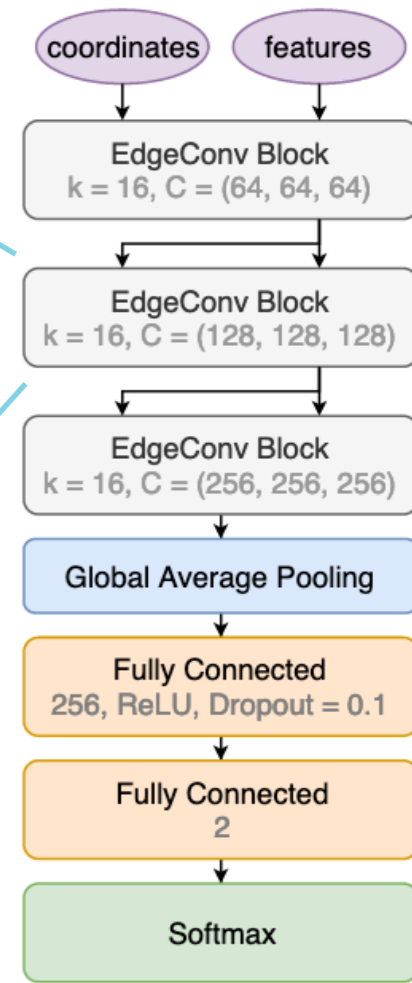 coordinates features
EdgeConv Block
k = 16, C = (64, 64, 64)
EdgeConv Block
k = 16, C = (128, 128, 128)
EdgeConv Block
k = 16, C = (256, 256, 256)
Global Average Pooling
Fully Connected
256, ReLU, Dropout = 0.1
Fully Connected
2
Softmax